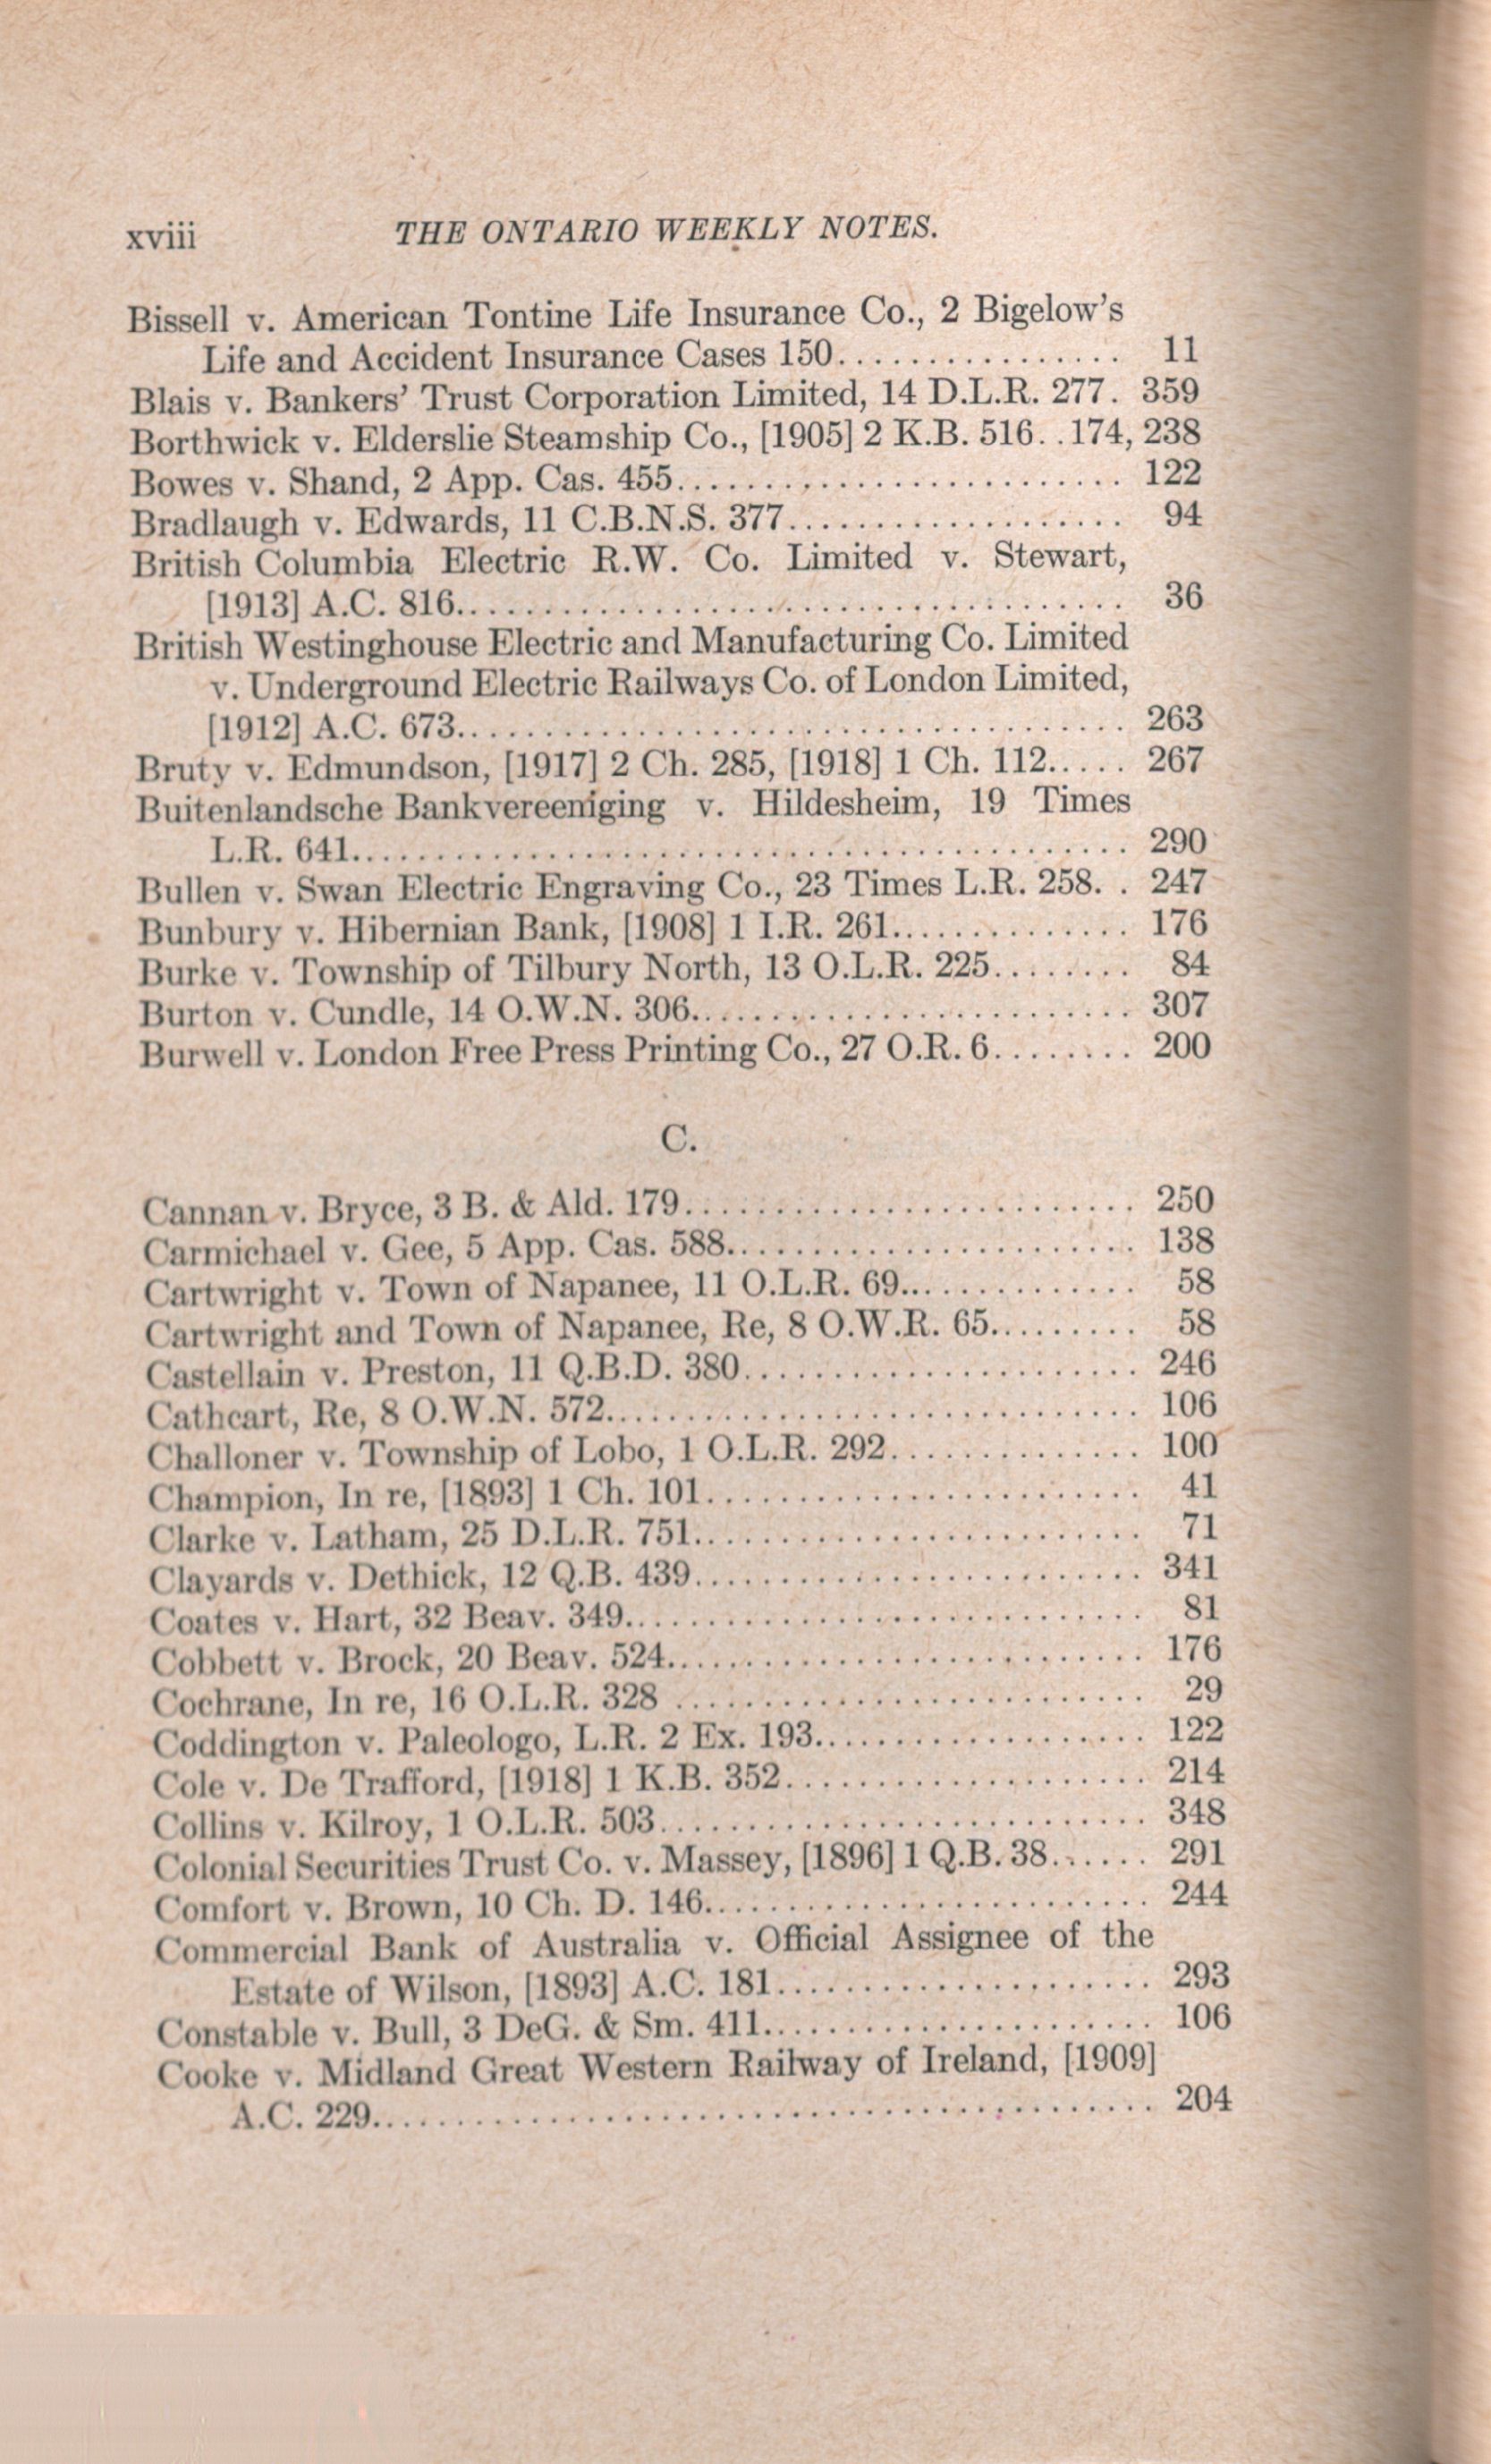 xviii THE ONTARIO WEEKLY NOTES.
Bissell v. American Tontine Life Insurance Co., 2 Bigelow's
Life and Accident Insurance Cases 150................ 11
Blais v. Bankers' Trust Corporation Limited, 14 D.L.R. 277. 359
Borthwick v. Elderslie Steamship Co., [1905] 2 K.B. 516. .174, 238
Bowes v. Shand, 2 App. Cas. 455......................... 122
Bradlaugh v. Edwards, 11 C.B.N.S. 377................... 94
British Columbia Electric R.W. Co. Limited v. Stewart,
[1913] A.C. 816...................................... 36
British Westinghouse Electric and Manufacturing Co. Limited
v. Underground Electric Railways Co. of London Limited,
[1912] A.C. 673...................................... 263
Bruty v. Edmundson, [1917] 2 Ch. 285, [1918] 1 Ch. 112..... 267
Buitenlandsche Bankvereeniging v. Hildesheim, 19 Times
L.R. 641............................................ 290
Bullen v. Swan Electric Engraving Co., 23 Times L.R. 258. . 247
Bunbury v. Hibernian Bank, [1908] 1 I.R. 261.............. 176
Burke v. Township of Tilbury North, 13 O.L.R. 225........ 84
Burton v. Cundle, 14 O.W.N. 306......................... 307
Burwell v. London Free Press Printing Co., 27 O.R. 6........ 200
C.
Cannan v. Bryce, 3 B. & Ald. 179......................... 250
Carmichael v. Gee, 5 App. Cas. 588....................... 138
Cartwright v. Town of Napanee, 11 O.L.R. 69.............. 58
Cartwright and Town of Napanee, Re, 8 O.W.R. 65......... 58
Castellain v. Preston, 11 Q.B.D. 380...................... 246
Cathcart, Re, 8 O.W.N. 572.............................. 106
Challoner v. Township of Lobo, 1 O.L.R. 292.............. 100
Champion, In re, [1893] 1 Ch. 101........................ 41
Clarke v. Latham, 25 D.L.R. 751......................... 71
Clayards v. Dethick, 12 Q.B. 439......................... 341
Coates v. Hart, 32 Beav. 349............................. 81
Cobbett v. Brock, 20 Beav. 524........................... 176
Cochrane, In re, 16 O.L.R. 328 .......................... 29
Coddington v. Paleologo, L.R. 2 Ex. 193................... 122
Cole v. De Trafford, [1918] 1 K.B. 352.................... 214
Collins v. Kilroy, 1 O.L.R. 503........................... 348
Colonial Securities Trust Co. v. Massey, [1896] 1 Q.B. 38...... 291
Comfort v. Brown, 10 Ch. D. 146......................... 244
Commercial Bank of Australia v. Official Assignee of the
Estate of Wilson, [1893] A.C. 181..................... 293
Constable v. Bull, 3 DeG. & Sm. 411...................... 106
Cooke v. Midland Great Western Railway of Ireland, [1909]
A.C. 229............................................ 204